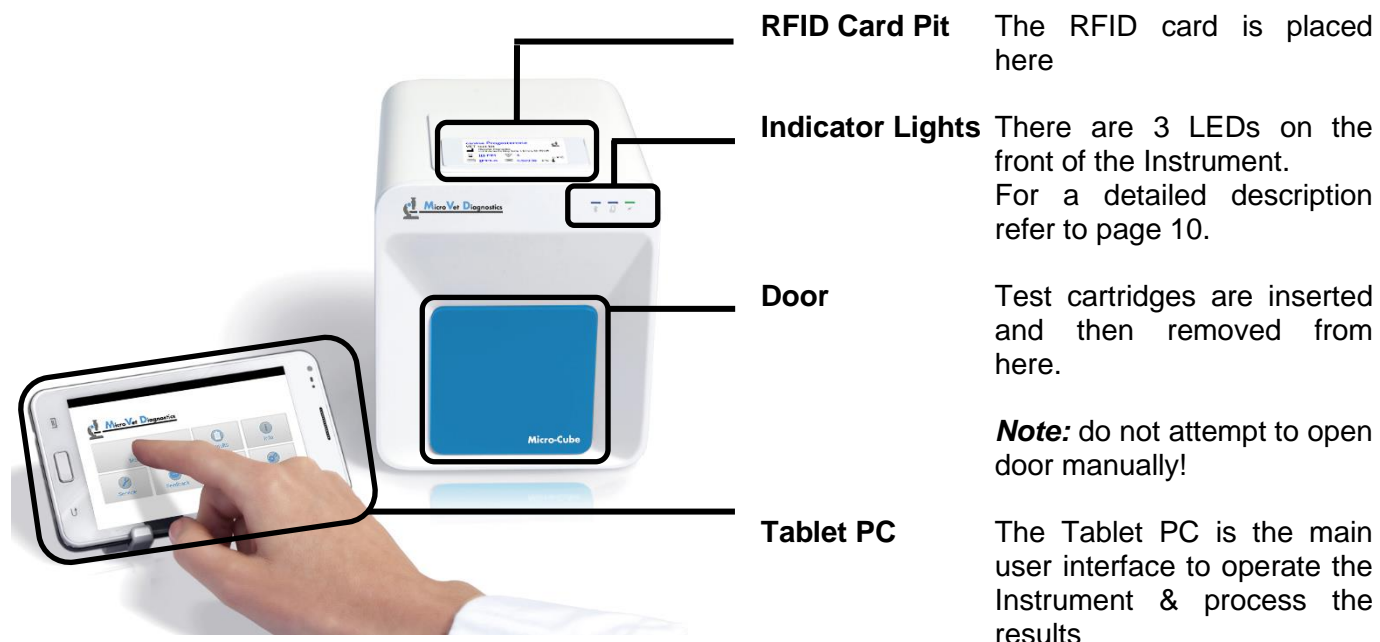 RFID Card Pit
The RFID card is placed
here
Indicator Lights
There are 3 LEDs on the
front of the Instrument.
For a detailed description
refer to page 10.
Micro Vet Diagnostics
Door
Test cartridges are inserted
and then removed from
here.
Note: do not attempt to open
door manually!
Micro-Cube
Micro Vet Diagnostics
Info
Service
Tablet PC
The Tablet PC is the main
user interface to operate the
Instrument & process the
results